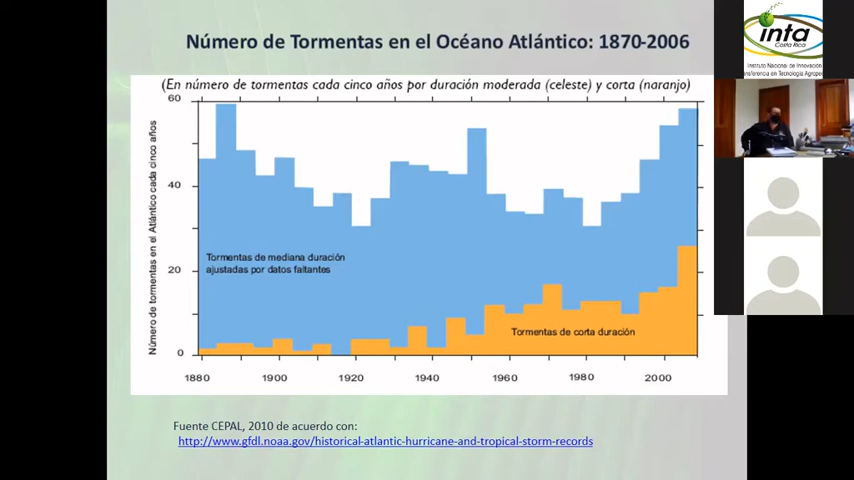 Número de Tormentas en el Océano Atlántico: 1870-2006
(En número de tormentas cada cinco años por duración moderada (celeste) y corta (naranjo)
Número de tormentas en el Atlántico cada cinco años
60
40
20
0
Tormentas de mediana duración
ajustadas por datos faltantes
Tormentas de corta duración
1880
1900
1920
1940
1960
1980
2000
Fuente CEPAL, 2010 de acuerdo con:
http://www.gfdl.noaa.gov/historical-atlantic-hurricane-and-tropical-storm-records
inta
Costa Rica
Instituto Nacional de Innovación
nsferencia en Tecnología Agropec